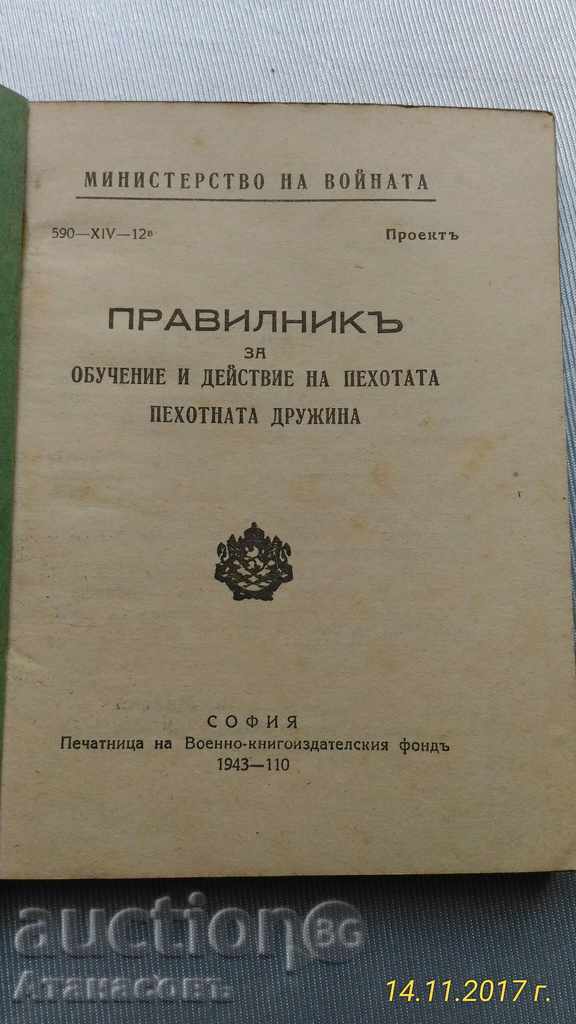 МИНИСТЕРСТВО НА ВОЙНАТА
590—XIV—12в Проектъ
ПРАВИЛНИКЪ
ЗА
ОБУЧЕНИЕ И ДЕЙСТВИЕ НА ПЕХОТАТА
ПЕХОТНАТА ДРУЖИНА
СОФИЯ
Печатница на Военно-книгоиздателския фондъ
1943—110
auction BG
Атанасовъ
14.11.2017 г.